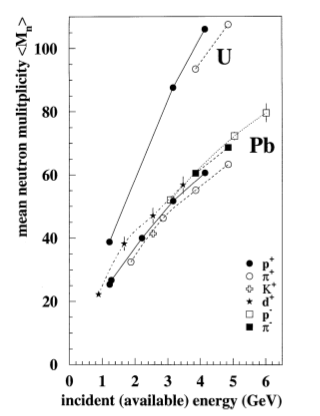 mean neutron mulitplicity <Mn>
100
80
60
40
20
0
U
Pb
p+
π+
K+
d+
p-
π-
0 1 2 3 4 5 6
incident (available) energy (GeV)